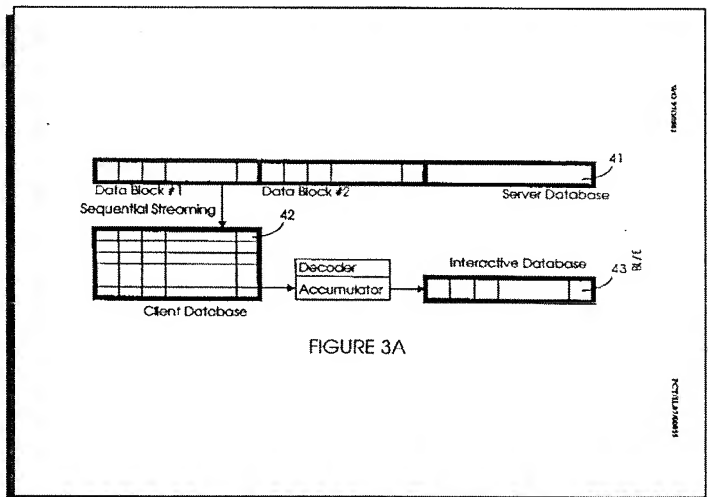 41
Data Block #1
Data Block #2
Server Database
Sequential Streaming
42
Interactive Database
Decoder
Accumulator
43
Client Database
FIGURE 3A